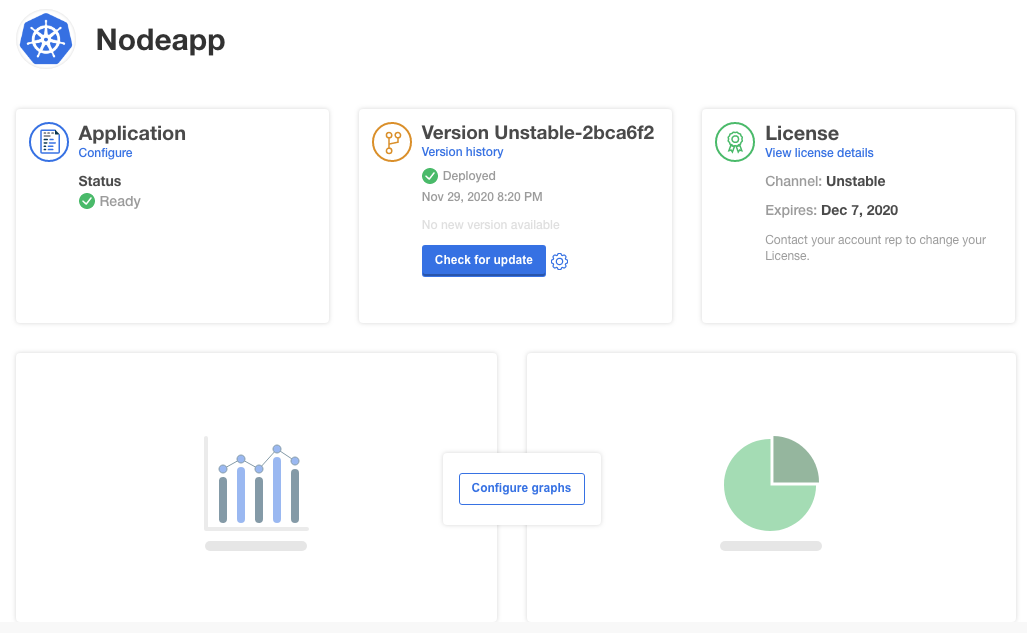 Nodeapp
Application
Configure
Status
Ready
Version Unstable-2bca6f2
Version history
Deployed
Nov 29, 2020 8:20 PM
No new version available
Check for update
License
View license details
Channel: Unstable
Expires: Dec 7, 2020
Contact your account rep to change your
License.
Configure graphs